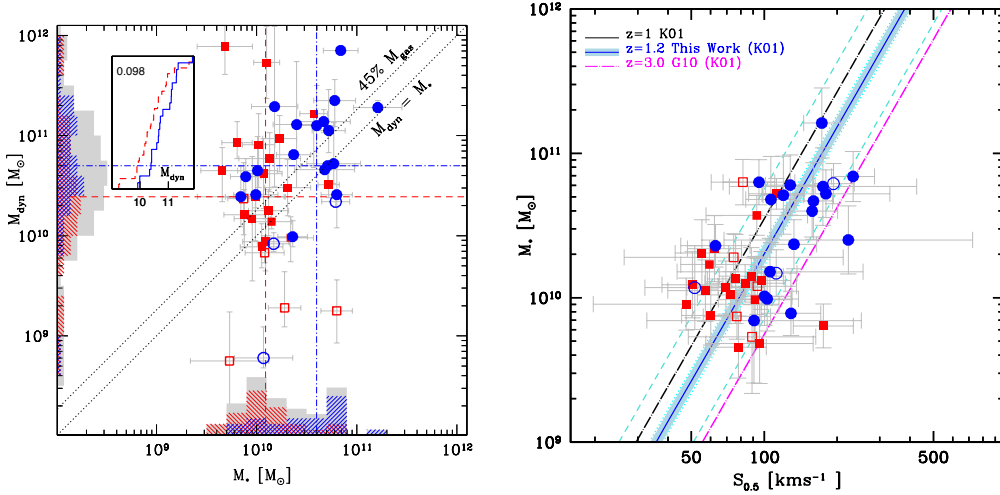 10¹²
10¹¹
10¹⁰
10⁹
M_dyn [M_⊙]
0.098
M_dyn
10 11
45% M_gas
M_dyn = M_*
10⁹ 10¹⁰ 10¹¹ 10¹²
M_* [M_⊙]
10¹²
10¹¹
10¹⁰
10⁹
M_* [M_⊙]
z=1 K01
z=1.2 This Work (K01)
z=3.0 G10 (K01)
50 100 500
S_0.5 [kms⁻¹]